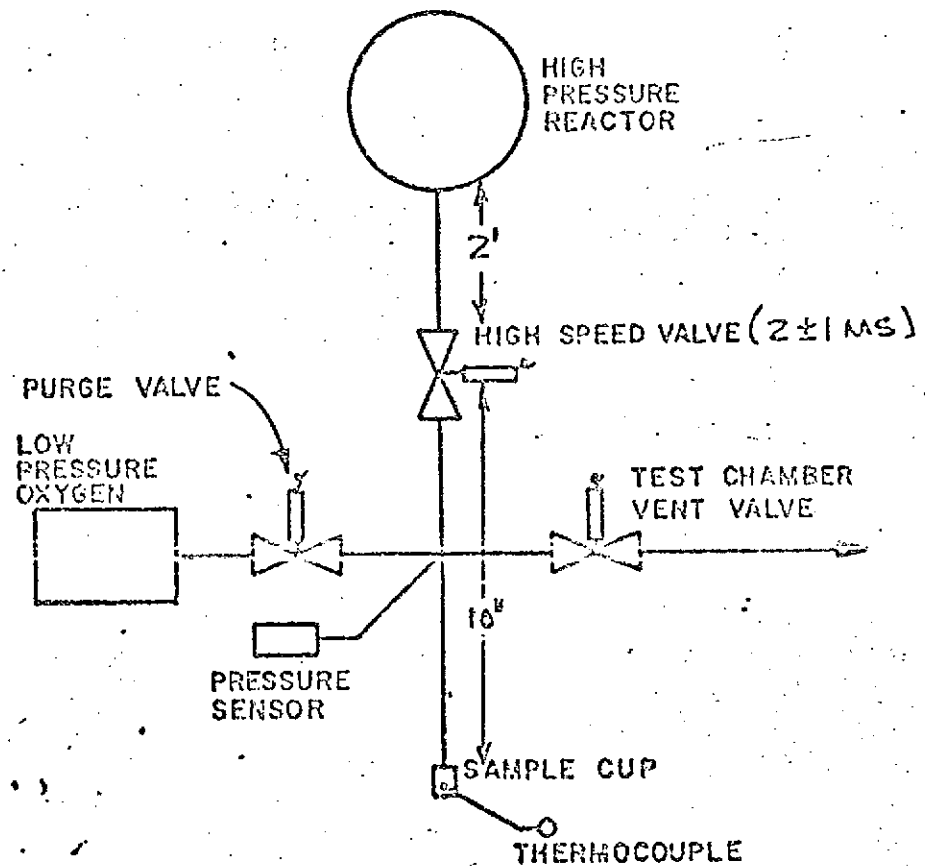 HIGH
PRESSURE
REACTOR
2'
HIGH SPEED VALVE (2 ± 1 MS)
PURGE VALVE
LOW
PRESSURE
OXYGEN
TEST CHAMBER
VENT VALVE
10"
PRESSURE
SENSOR
SAMPLE CUP
THERMOCOUPLE